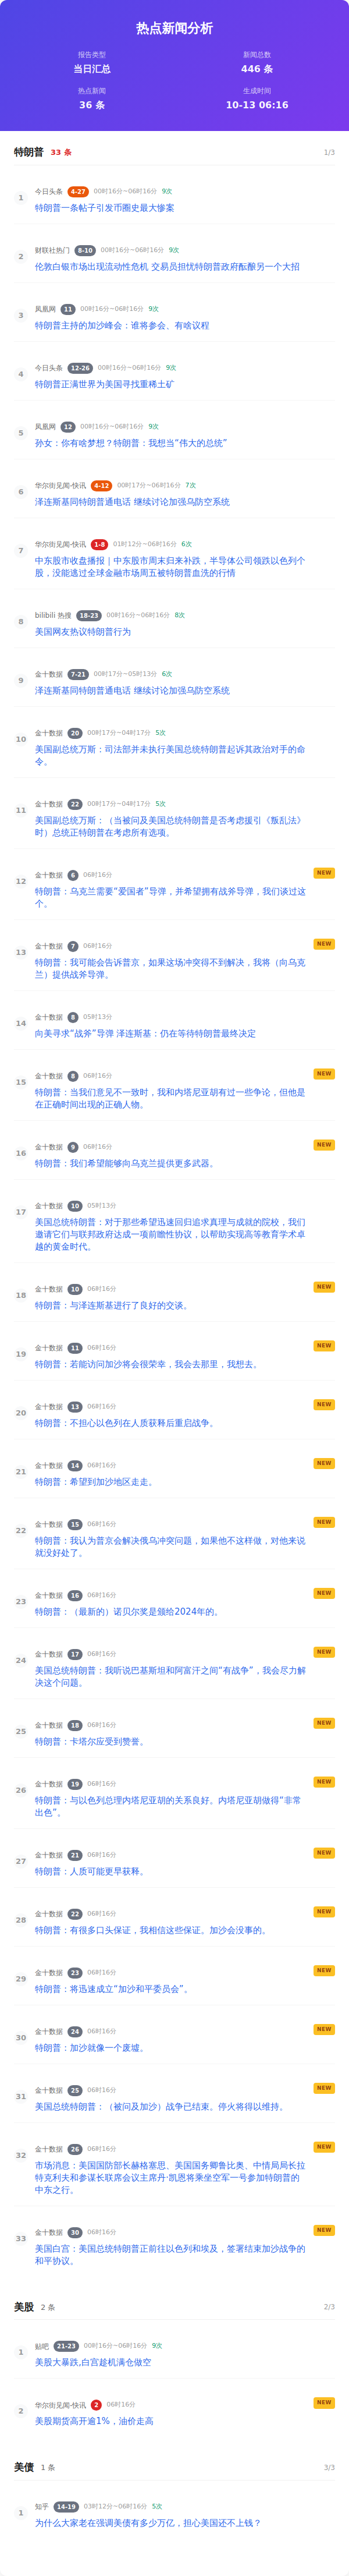 热点新闻分析
报告类型
新闻总数
当日汇总
446 条
热点新闻
生成时间
36 条
10-13 06:16
特朗普 33 条 1/3
1
今日头条 4-27 00时16分~06时16分 9次
特朗普一条帖子引发币圈史最大惨案
2
财联社热门 8-10 00时16分~06时16分 9次
伦敦白银市场出现流动性危机 交易员担忧特朗普政府酝酿另一个大招
3
凤凰网 11 00时16分~06时16分 9次
特朗普主持的加沙峰会：谁将参会、有啥议程
4
今日头条 12-26 00时16分~06时16分 9次
特朗普正满世界为美国寻找重稀土矿
5
凤凰网 12 00时16分~06时16分 9次
孙女：你有啥梦想？特朗普：我想当“伟大的总统”
6
华尔街见闻-快讯 4-12 00时17分~06时16分 7次
泽连斯基同特朗普通电话 继续讨论加强乌防空系统
7
华尔街见闻-快讯 1-8 01时12分~06时16分 6次
中东股市收盘播报｜中东股市周末归来补跌，半导体公司领跌以色列个
股，没能逃过全球金融市场周五被特朗普血洗的行情
8
bilibili 热搜 18-23 00时16分~06时16分 8次
美国网友热议特朗普行为
9
金十数据 7-21 00时17分~05时13分 6次
泽连斯基同特朗普通电话 继续讨论加强乌防空系统
10
金十数据 20 00时17分~04时17分 5次
美国副总统万斯：司法部并未执行美国总统特朗普起诉其政治对手的命
令。
11
金十数据 22 00时17分~04时17分 5次
美国副总统万斯：（当被问及美国总统特朗普是否考虑援引《叛乱法》
时）总统正特朗普在考虑所有选项。
12
金十数据 6 06时16分 NEW
特朗普：乌克兰需要“爱国者”导弹，并希望拥有战斧导弹，我们谈过这
个。
13
金十数据 7 06时16分 NEW
特朗普：我可能会告诉普京，如果这场冲突得不到解决，我将（向乌克
兰）提供战斧导弹。
14
金十数据 8 05时13分
向美寻求“战斧”导弹 泽连斯基：仍在等待特朗普最终决定
15
金十数据 8 06时16分 NEW
特朗普：当我们意见不一致时，我和内塔尼亚胡有过一些争论，但他是
在正确时间出现的正确人物。
16
金十数据 9 06时16分 NEW
特朗普：我们希望能够向乌克兰提供更多武器。
17
金十数据 10 05时13分
美国总统特朗普：对于那些希望迅速回归追求真理与成就的院校，我们
邀请它们与联邦政府达成一项前瞻性协议，以帮助实现高等教育学术卓
越的黄金时代。
18
金十数据 10 06时16分 NEW
特朗普：与泽连斯基进行了良好的交谈。
19
金十数据 11 06时16分 NEW
特朗普：若能访问加沙将会很荣幸，我会去那里，我想去。
20
金十数据 13 06时16分 NEW
特朗普：不担心以色列在人质获释后重启战争。
21
金十数据 14 06时16分 NEW
特朗普：希望到加沙地区走走。
22
金十数据 15 06时16分 NEW
特朗普：我认为普京会解决俄乌冲突问题，如果他不这样做，对他来说
就没好处了。
23
金十数据 16 06时16分 NEW
特朗普：（最新的）诺贝尔奖是颁给2024年的。
24
金十数据 17 06时16分 NEW
美国总统特朗普：我听说巴基斯坦和阿富汗之间“有战争”，我会尽力解
决这个问题。
25
金十数据 18 06时16分 NEW
特朗普：卡塔尔应受到赞誉。
26
金十数据 19 06时16分 NEW
特朗普：与以色列总理内塔尼亚胡的关系良好。内塔尼亚胡做得“非常
出色”。
27
金十数据 21 06时16分 NEW
特朗普：人质可能更早获释。
28
金十数据 22 06时16分 NEW
特朗普：有很多口头保证，我相信这些保证。加沙会没事的。
29
金十数据 23 06时16分 NEW
特朗普：将迅速成立“加沙和平委员会”。
30
金十数据 24 06时16分 NEW
特朗普：加沙就像一个废墟。
31
金十数据 25 06时16分 NEW
美国总统特朗普：（被问及加沙）战争已结束。停火将得以维持。
32
金十数据 26 06时16分 NEW
市场消息：美国国防部长赫格塞思、美国国务卿鲁比奥、中情局局长拉
特克利夫和参谋长联席会议主席丹·凯恩将乘坐空军一号参加特朗普的
中东之行。
33
金十数据 30 06时16分 NEW
美国白宫：美国总统特朗普正前往以色列和埃及，签署结束加沙战争的
和平协议。
美股 2 条 2/3
1
贴吧 21-23 00时16分~06时16分 9次
美股大暴跌,白宫趁机满仓做空
2
华尔街见闻-快讯 2 06时16分 NEW
美股期货高开逾1%，油价走高
美债 1 条 3/3
1
知乎 14-19 03时12分~06时16分 5次
为什么大家老在强调美债有多少万亿，担心美国还不上钱？